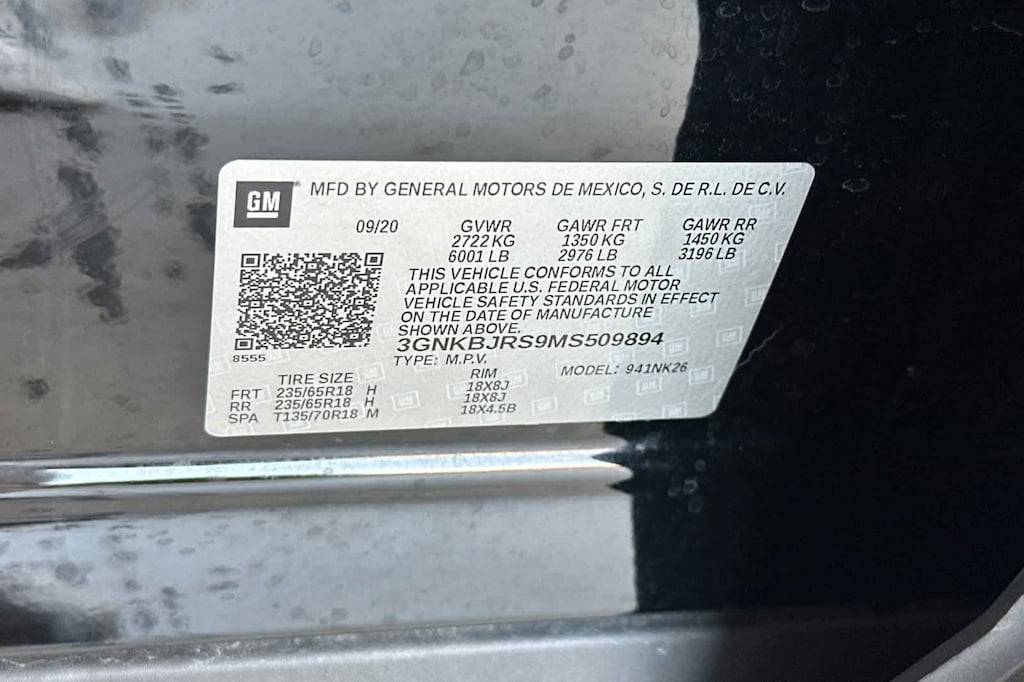 GM MFD BY GENERAL MOTORS DE MEXICO, S. DE R.L. DE C.V.
09/20 GVWR GAWR FRT GAWR RR
2722 KG 1350 KG 1450 KG
6001 LB 2976 LB 3196 LB
THIS VEHICLE CONFORMS TO ALL
APPLICABLE U.S. FEDERAL MOTOR
VEHICLE SAFETY STANDARDS IN EFFECT
ON THE DATE OF MANUFACTURE
SHOWN ABOVE.
3GNKBJRS9MS509894
8555
TYPE: M.P.V. MODEL: 941NK26
TIRE SIZE RIM
FRT 235/65R18 H 18X8J
RR 235/65R18 H 18X8J
SPA T135/70R18 M 18X4.5B